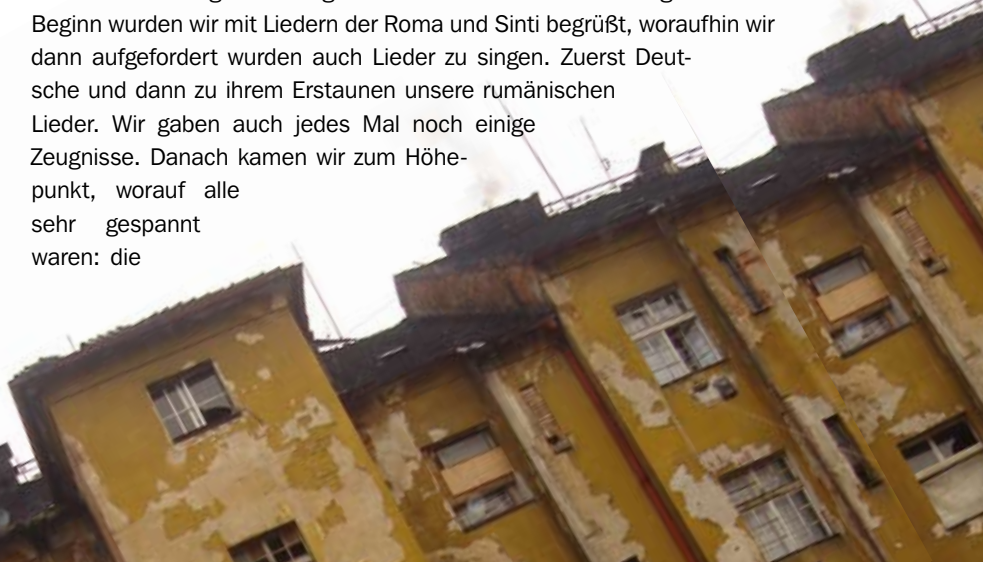 Beginn wurden wir mit Liedern der Roma und Sinti begrüßt, woraufhin wir
dann aufgefordert wurden auch Lieder zu singen. Zuerst Deut-
sche und dann zu ihrem Erstaunen unsere rumänischen
Lieder. Wir gaben auch jedes Mal noch einige
Zeugnisse. Danach kamen wir zum Höhe-
punkt, worauf alle
sehr gespannt
waren: die